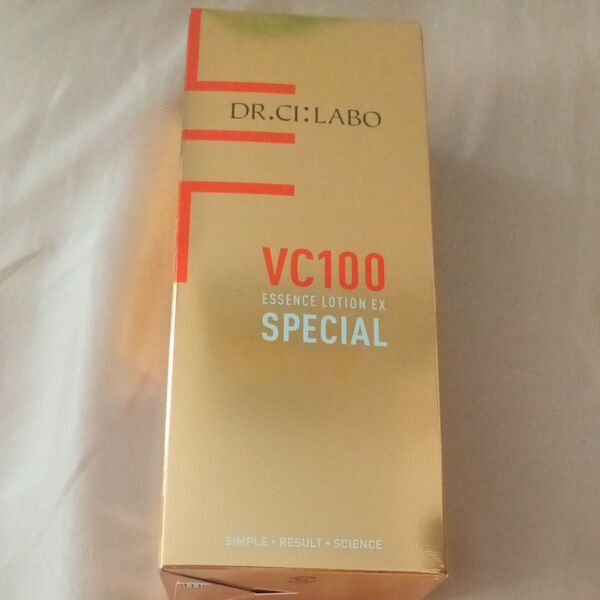 DR.CI:LABO
VC100
ESSENCE LOTION EX
SPECIAL
SIMPLE + RESULT + SCIENCE